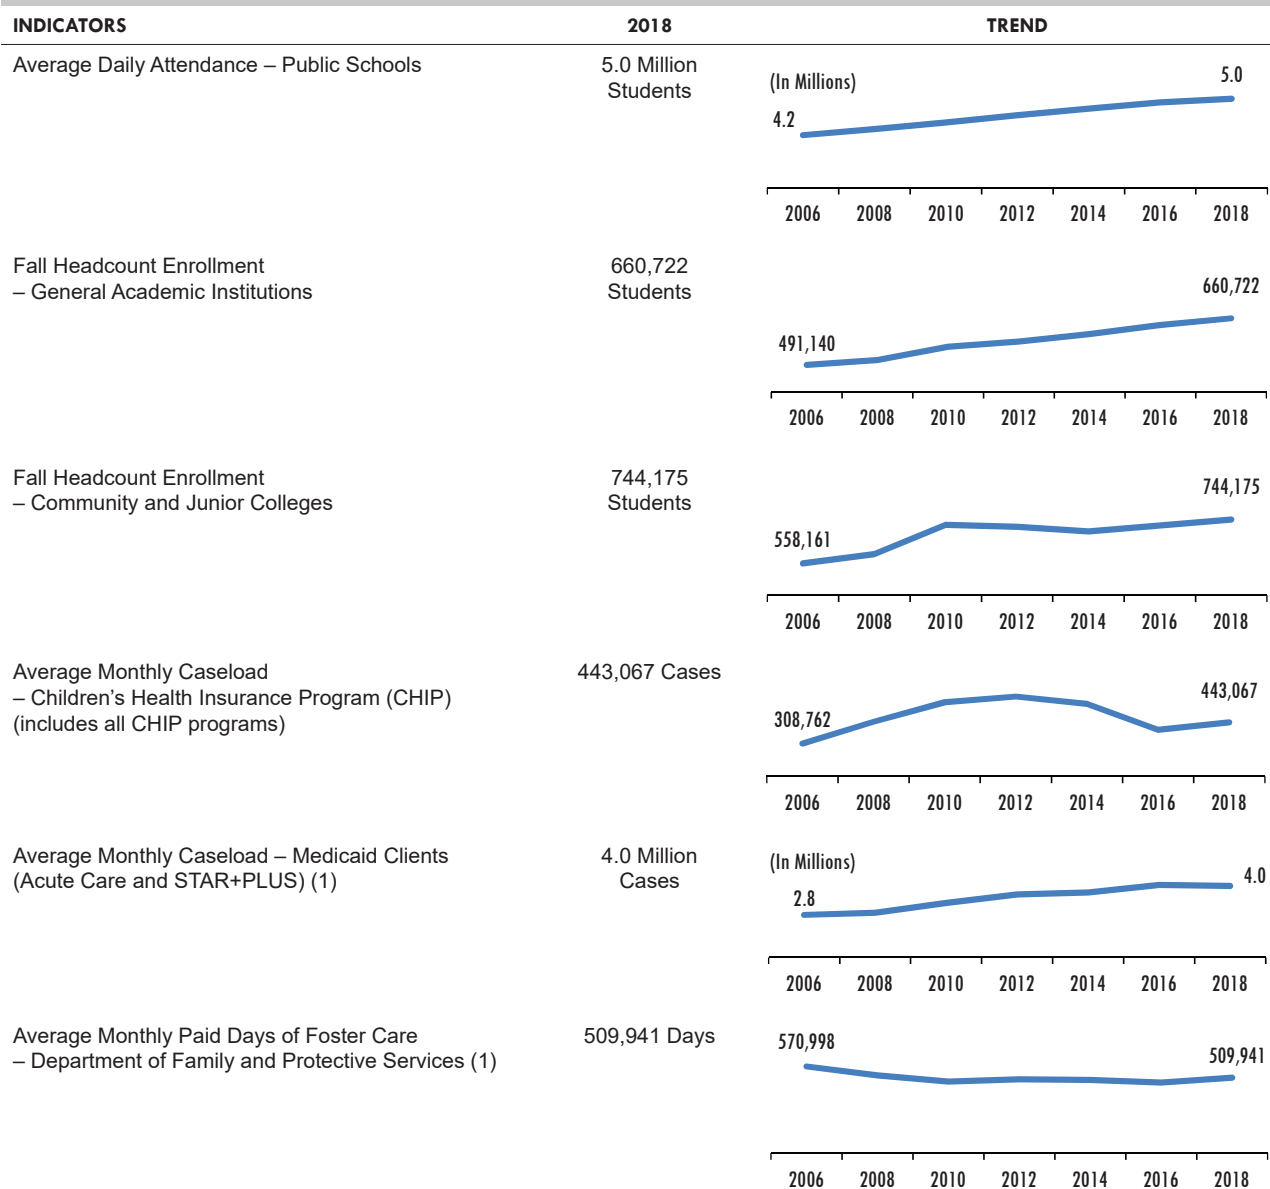 INDICATORS 2018 TREND
Average Daily Attendance – Public Schools
5.0 Million
Students
(In Millions)
4.2
5.0
2006 2008 2010 2012 2014 2016 2018
Fall Headcount Enrollment
– General Academic Institutions
660,722
Students
491,140
660,722
2006 2008 2010 2012 2014 2016 2018
Fall Headcount Enrollment
– Community and Junior Colleges
744,175
Students
558,161
744,175
2006 2008 2010 2012 2014 2016 2018
Average Monthly Caseload
– Children’s Health Insurance Program (CHIP)
(includes all CHIP programs)
443,067 Cases
308,762
443,067
2006 2008 2010 2012 2014 2016 2018
Average Monthly Caseload – Medicaid Clients
(Acute Care and STAR+PLUS) (1)
4.0 Million
Cases
(In Millions)
2.8
4.0
2006 2008 2010 2012 2014 2016 2018
Average Monthly Paid Days of Foster Care
– Department of Family and Protective Services (1)
509,941 Days
570,998
509,941
2006 2008 2010 2012 2014 2016 2018